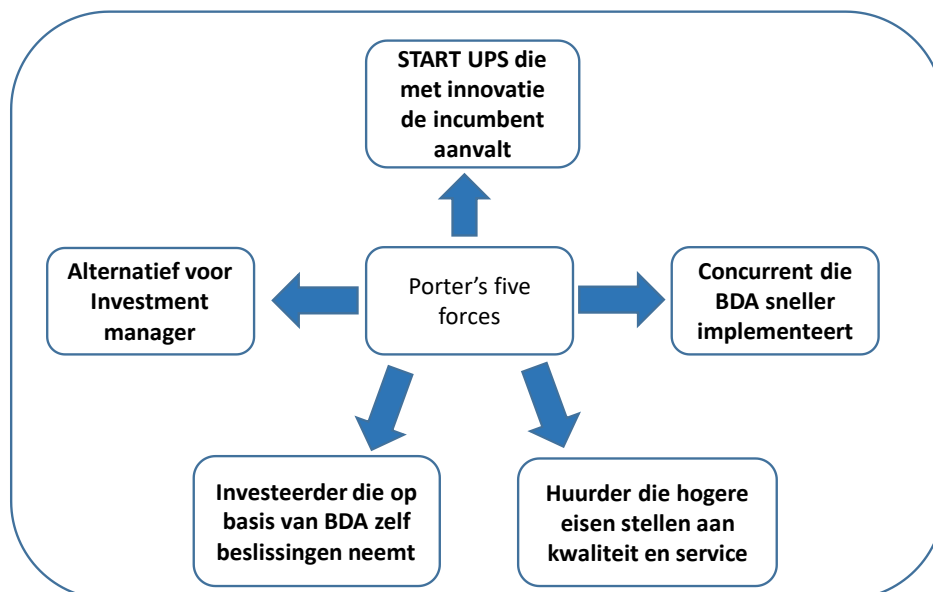 START UPS die
met innovatie
de incumbent
aanvalt
Alternatief voor
Investment
manager
Porter's five
forces
Concurrent die
BDA sneller
implementeert
Investeerder die op
basis van BDA zelf
beslissingen neemt
Huurder die hogere
eisen stellen aan
kwaliteit en service